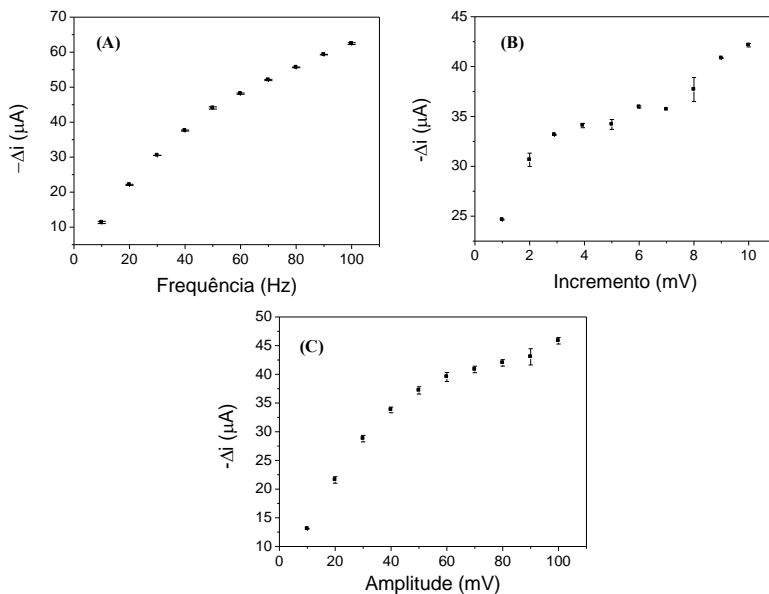 (A)
−Δi (μA)
70
60
50
40
30
20
10
0 20 40 60 80 100
Frequência (Hz)
(B)
-Δi (μA)
45
40
35
30
25
0 2 4 6 8 10
Incremento (mV)
(C)
-Δi (μA)
50
45
40
35
30
25
20
15
10
0 20 40 60 80 100
Amplitude (mV)